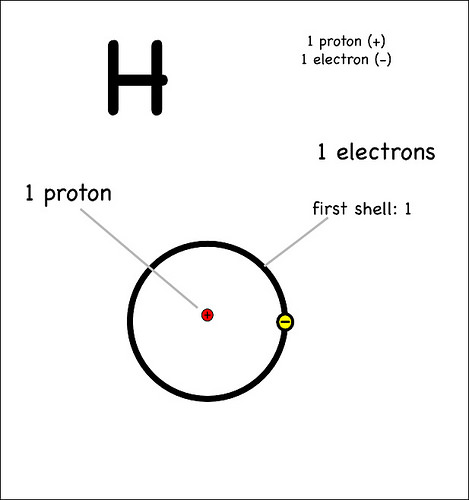 H
1 proton (+)
1 electron (-)
1 electrons
1 proton
first shell: 1
+
-